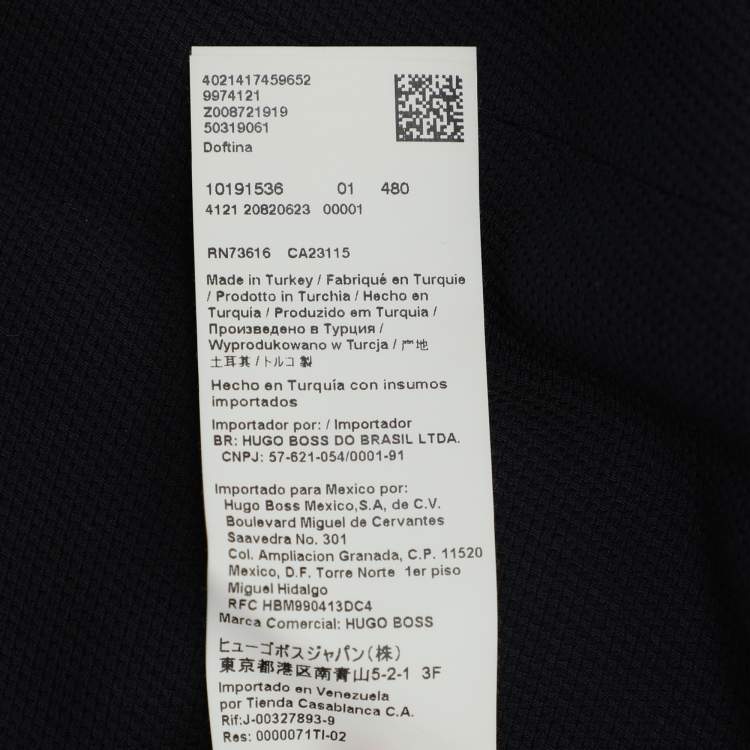 4021417459652
9974121
Z008721919
50319061
Doftina
10191536 01 480
4121 20820623 00001
RN73616 CA23115
Made in Turkey / Fabriqué en Turquie
/ Prodotto in Turchia / Hecho en
Turquía / Produzido em Turquia /
Произведено в Турция /
Wyprodukowano w Turcja / 产地
土耳其 / トルコ製
Hecho en Turquía con insumos
importados
Importador por: / Importador
BR: HUGO BOSS DO BRASIL LTDA.
CNPJ: 57-621-054/0001-91
Importado para Mexico por:
Hugo Boss Mexico,S.A, de C.V.
Boulevard Miguel de Cervantes
Saavedra No. 301
Col. Ampliacion Granada, C.P. 11520
Mexico, D.F. Torre Norte 1er piso
Miguel Hidalgo
RFC HBM990413DC4
Marca Comercial: HUGO BOSS
ヒューゴボスジャパン(株)
東京都港区南青山5-2-1 3F
Importado en Venezuela
por Tienda Casablanca C.A.
Rif:J-00327893-9
Res: 0000071TI-02